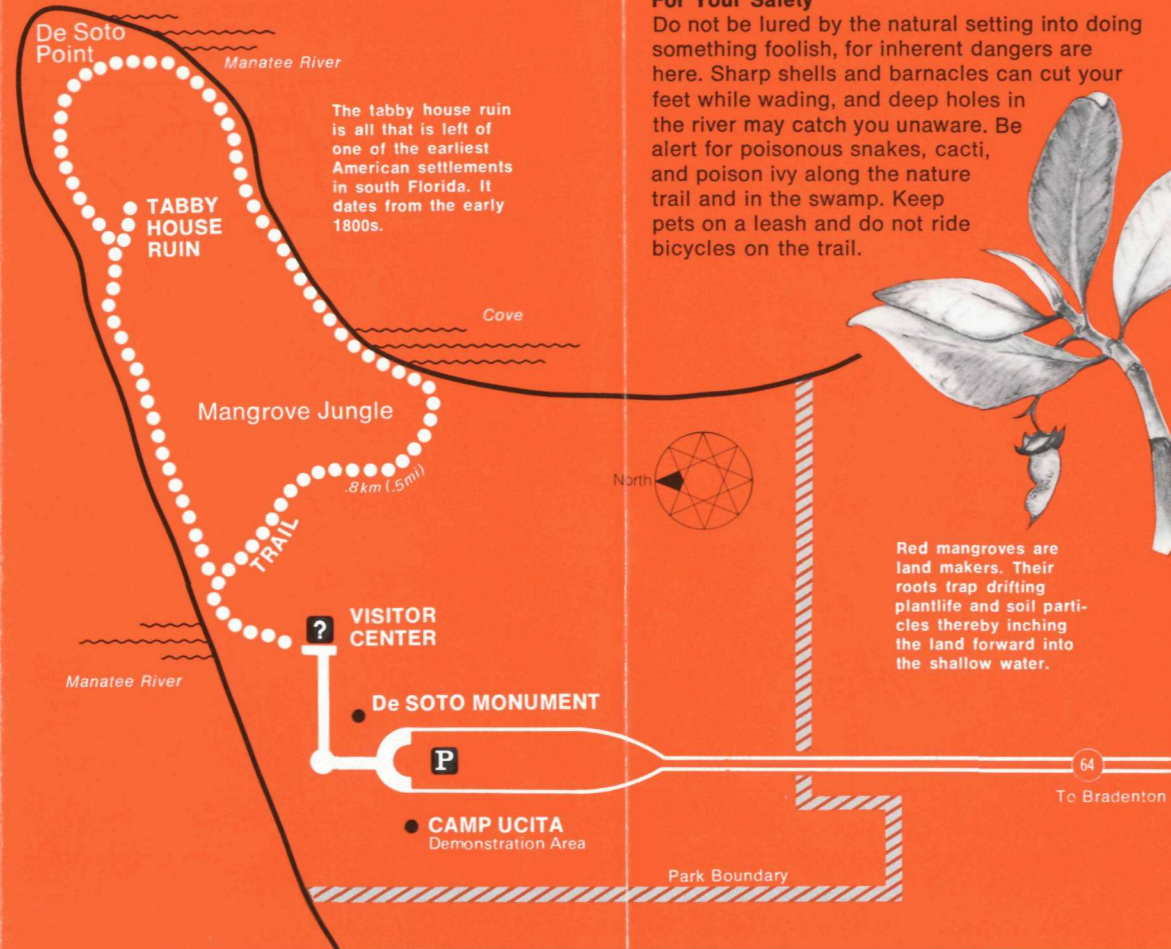 For Your Safety
Do not be lured by the natural setting into doing
something foolish, for inherent dangers are
here. Sharp shells and barnacles can cut your
feet while wading, and deep holes in
the river may catch you unaware. Be
alert for poisonous snakes, cacti,
and poison ivy along the nature
trail and in the swamp. Keep
pets on a leash and do not ride
bicycles on the trail.
De Soto
Point
Manatee River
The tabby house ruin
is all that is left of
one of the earliest
American settlements
in south Florida. It
dates from the early
1800s.
TABBY
HOUSE
RUIN
Cove
Mangrove Jungle
.8km (.5mi)
TRAIL
North
Red mangroves are
land makers. Their
roots trap drifting
plantlife and soil parti-
cles thereby inching
the land forward into
the shallow water.
?
VISITOR
CENTER
Manatee River
De SOTO MONUMENT
P
64
To Bradenton
CAMP UCITA
Demonstration Area
Park Boundary